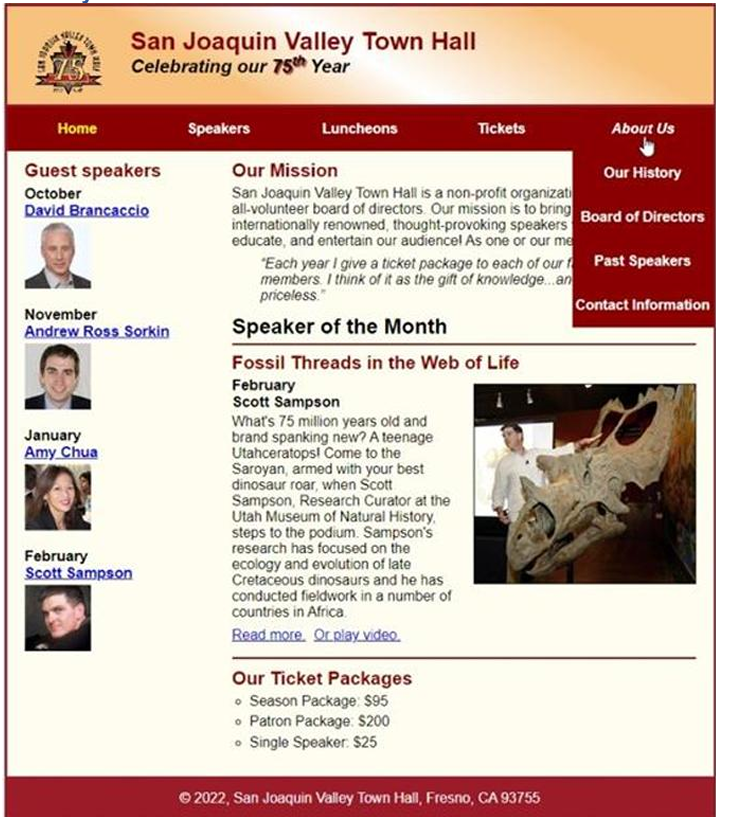 San Joaquin Valley Town Hall
Celebrating our 75th Year
Home Speakers Luncheons Tickets About Us
Our History
Board of Directors
Past Speakers
Contact Information
Guest speakers
October
David Brancaccio
November
Andrew Ross Sorkin
January
Amy Chua
February
Scott Sampson
Our Mission
San Joaquin Valley Town Hall is a non-profit organizati
all-volunteer board of directors. Our mission is to bring
internationally renowned, thought-provoking speakers
educate, and entertain our audience! As one or our me
"Each year I give a ticket package to each of our f
members. I think of it as the gift of knowledge...an
priceless."
Speaker of the Month
Fossil Threads in the Web of Life
February
Scott Sampson
What's 75 million years old and
brand spanking new? A teenage
Utahceratops! Come to the
Saroyan, armed with your best
dinosaur roar, when Scott
Sampson, Research Curator at the
Utah Museum of Natural History,
steps to the podium. Sampson's
research has focused on the
ecology and evolution of late
Cretaceous dinosaurs and he has
conducted fieldwork in a number of
countries in Africa.
Read more. Or play video.
Our Ticket Packages
Season Package: $95
Patron Package: $200
Single Speaker: $25
© 2022, San Joaquin Valley Town Hall, Fresno, CA 93755